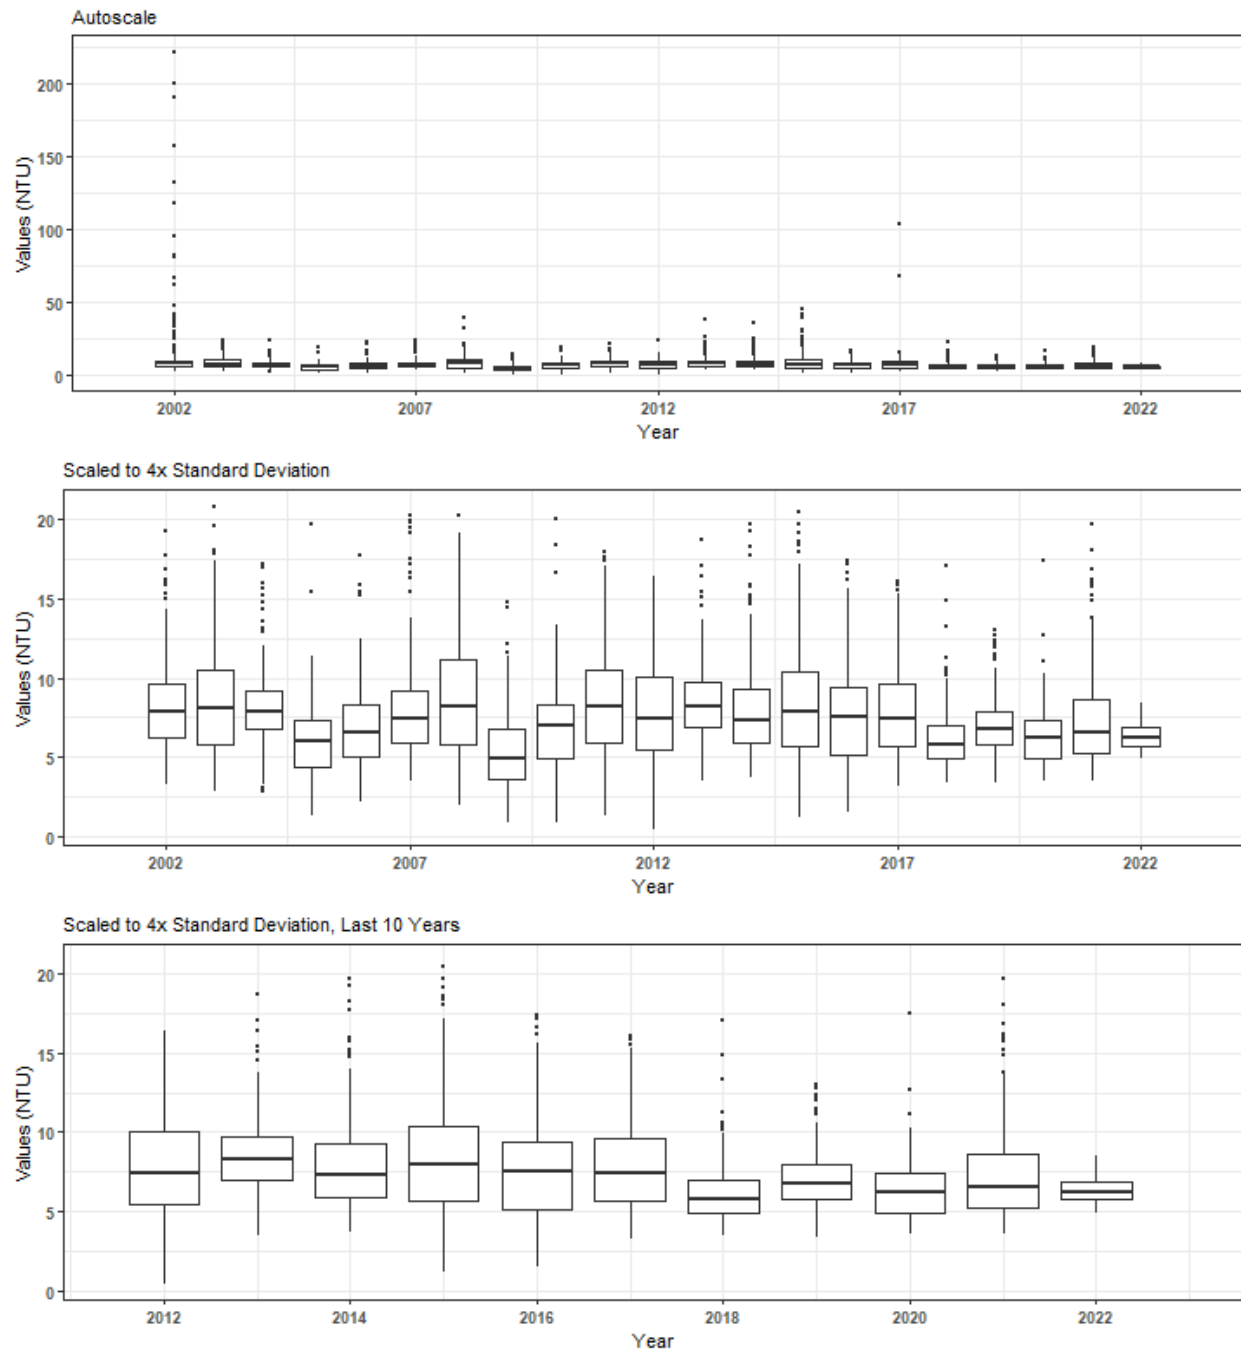 Autoscale
200
150
100
50
0
Values (NTU)
2002 2007 2012 2017 2022
Year
Scaled to 4x Standard Deviation
20
15
10
5
0
Values (NTU)
2002 2007 2012 2017 2022
Year
Scaled to 4x Standard Deviation, Last 10 Years
20
15
10
5
0
Values (NTU)
2012 2014 2016 2018 2020 2022
Year